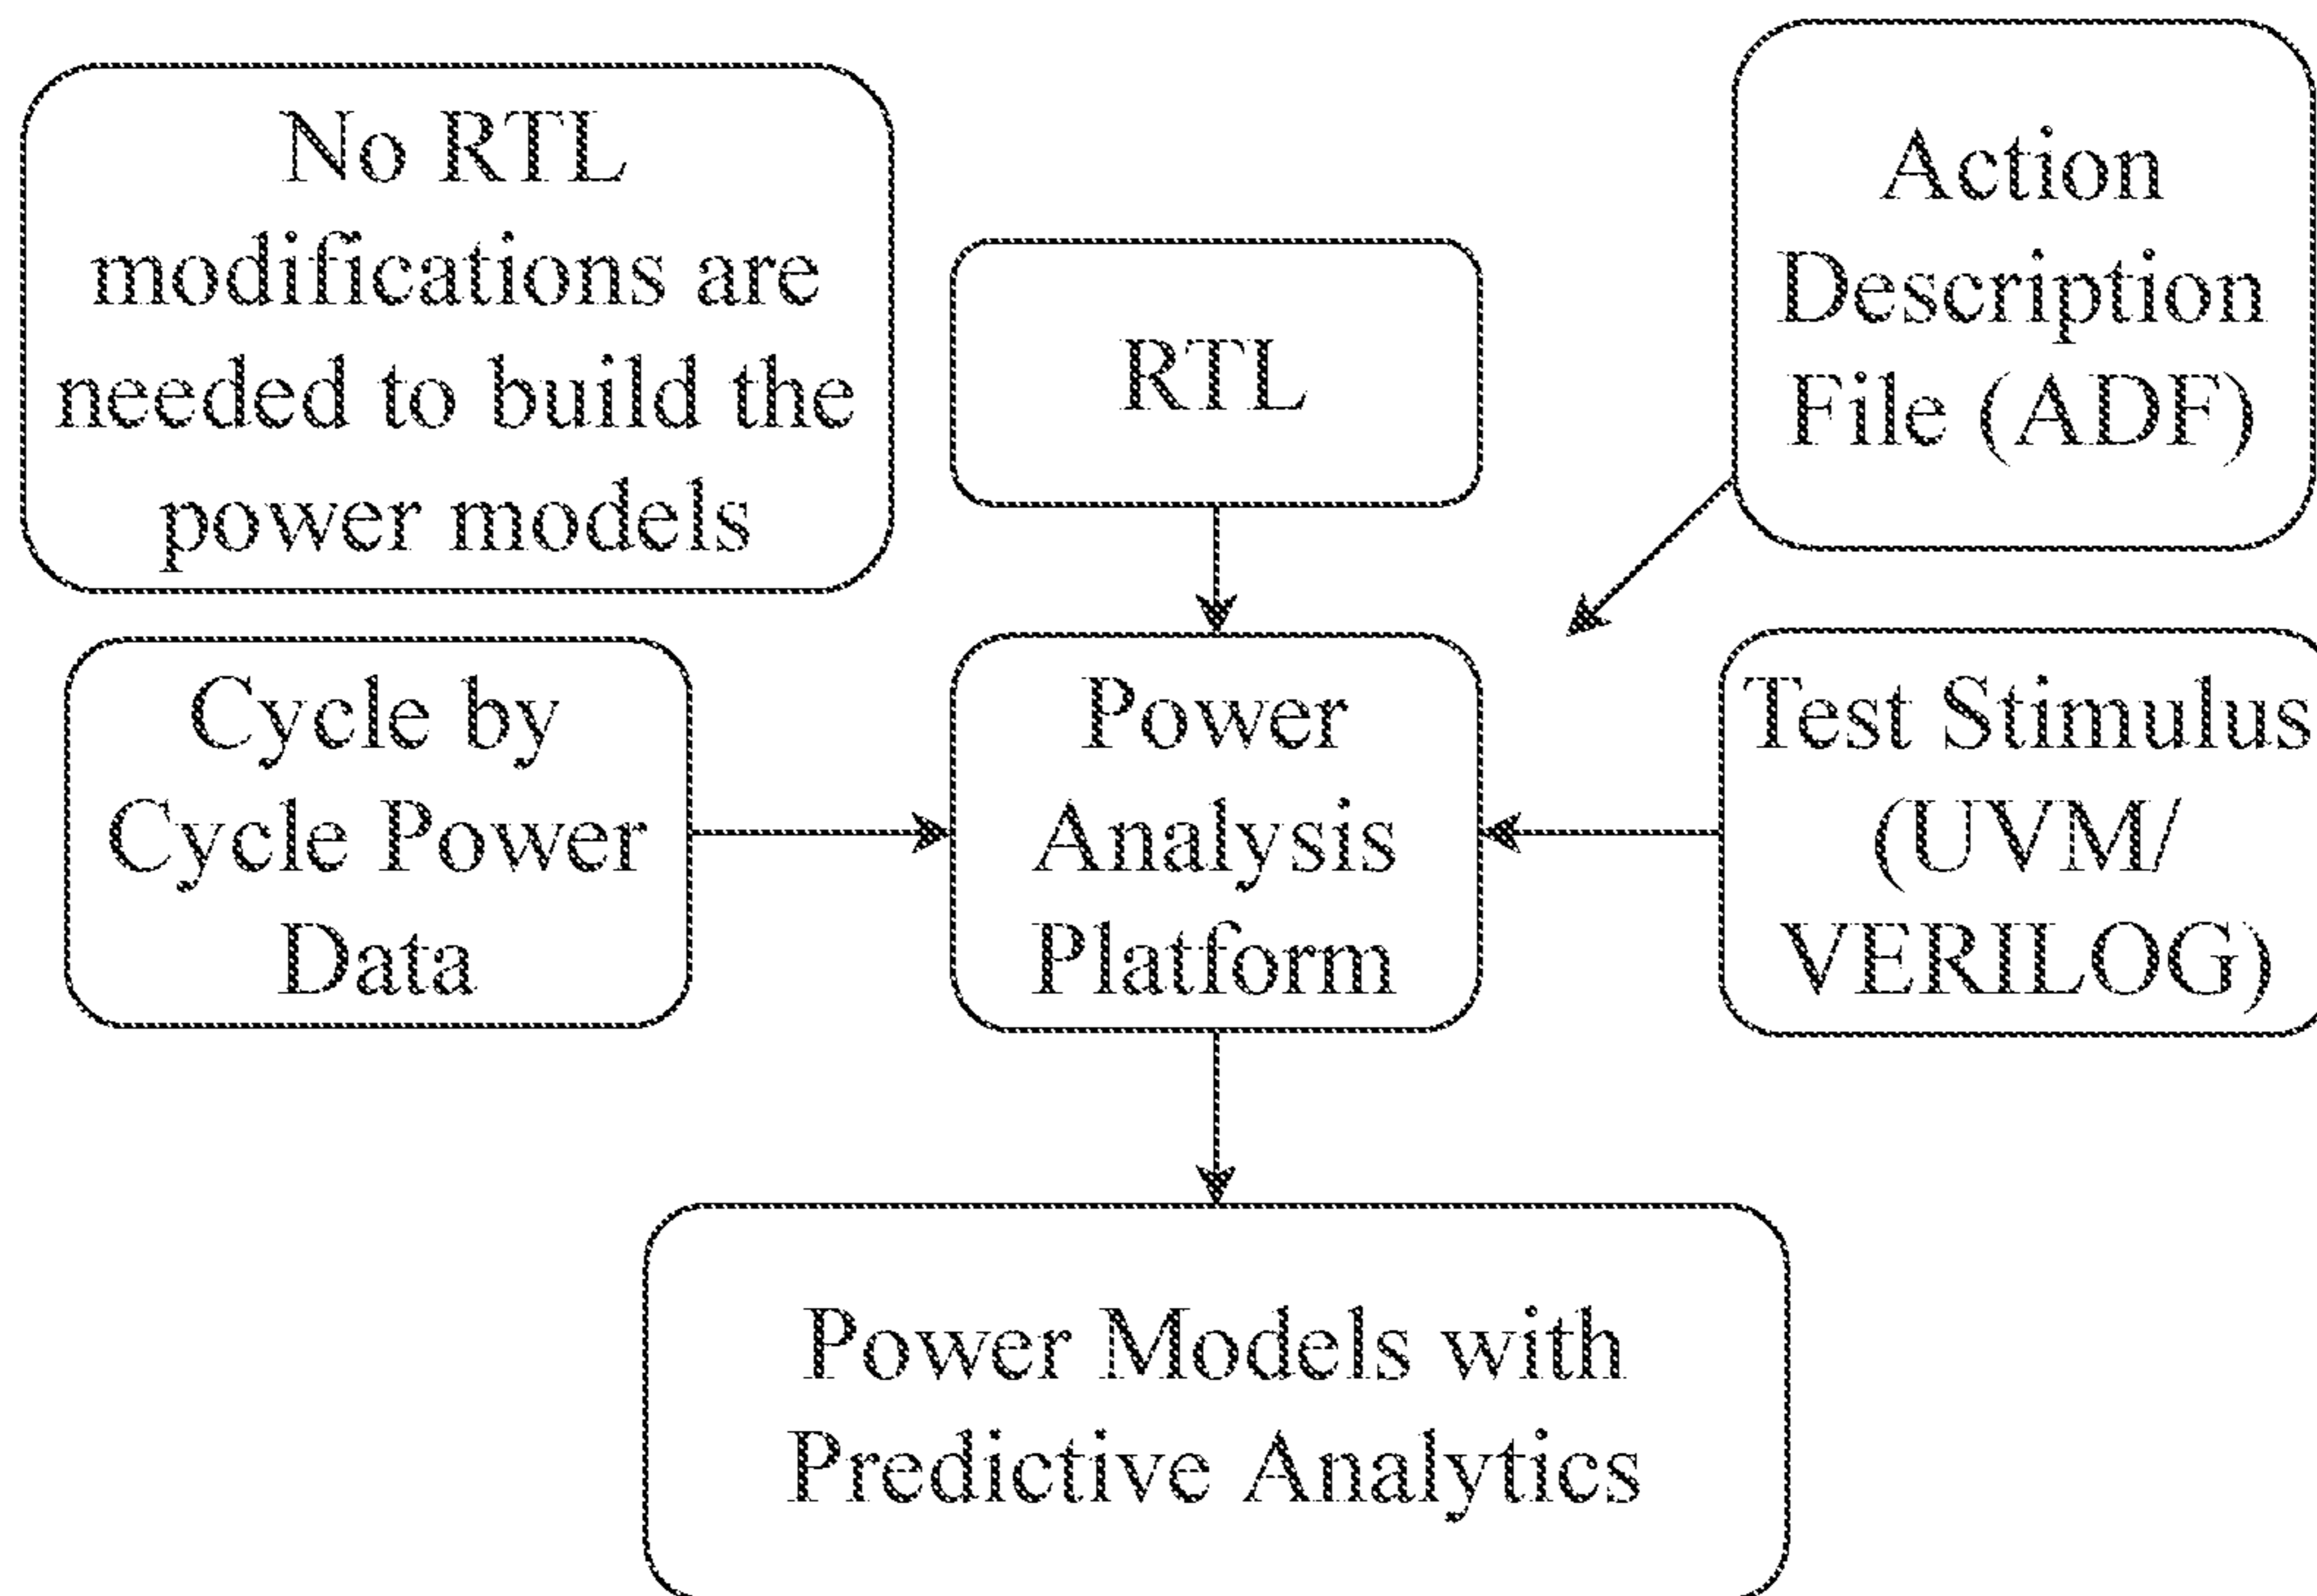 No RTL
modifications are
needed to build the
power models
RTL
Action
Description
File (ADF)
Cycle by
Cycle Power
Data
Power
Analysis
Platform
Test Stimulus
(UVM/
VERILOG)
Power Models with
Predictive Analytics